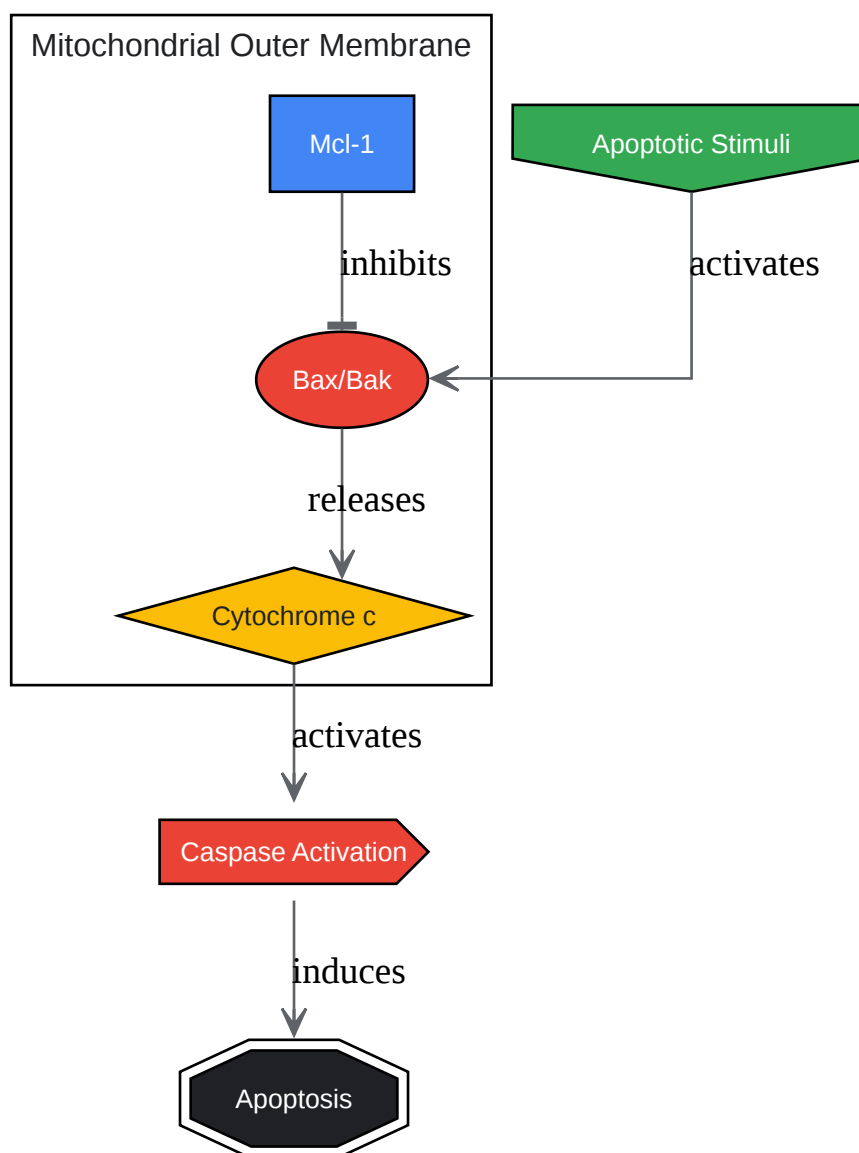 Mitochondrial Outer Membrane
Mcl-1
Apoptotic Stimuli
inhibits
activates
Bax/Bak
releases
Cytochrome c
activates
Caspase Activation
induces
Apoptosis